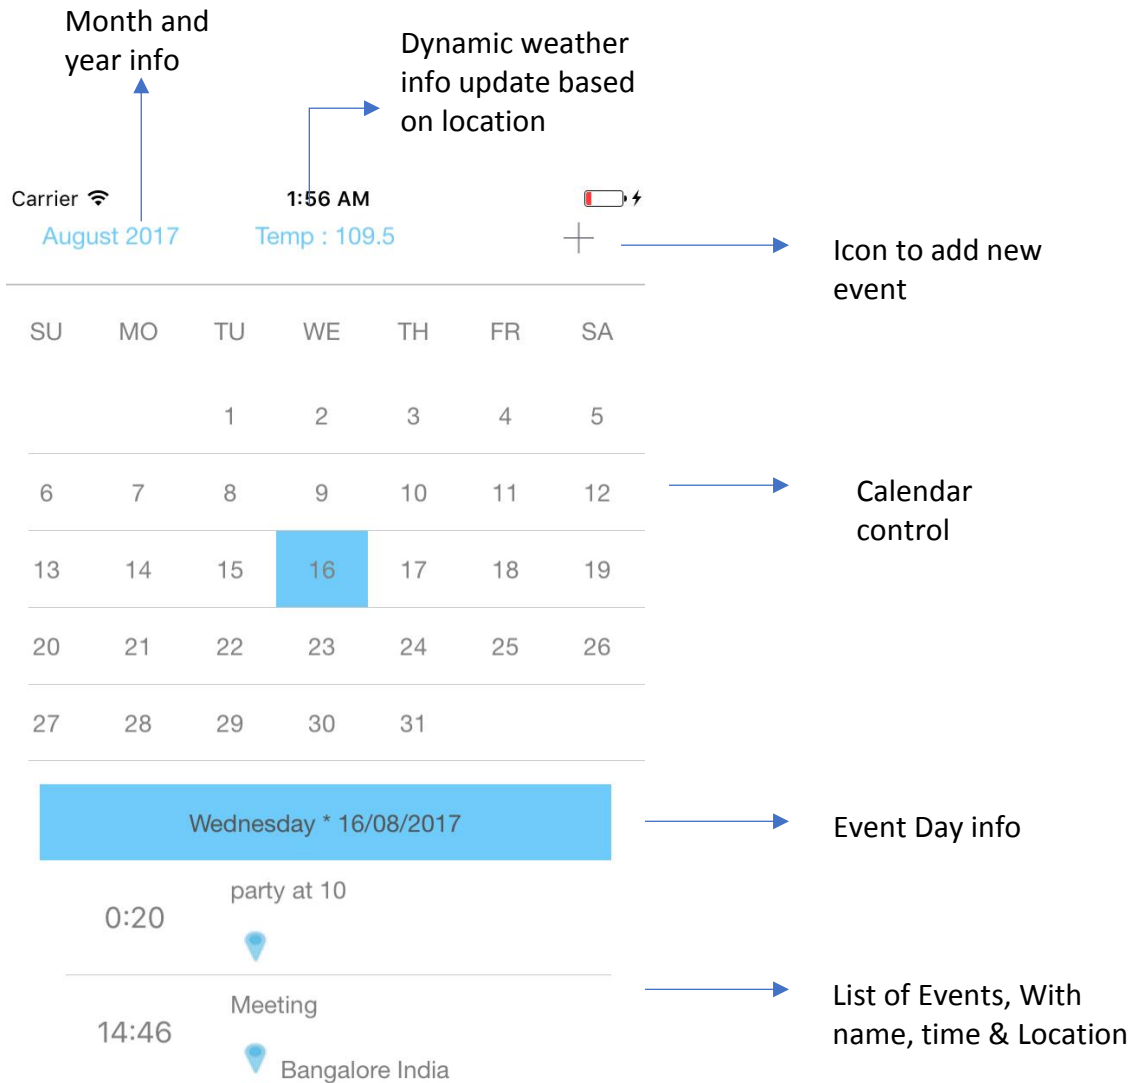 Month and
year info
Dynamic weather
info update based
on location
Carrier 1:56 AM
August 2017 Temp : 109.5
Icon to add new
event
SU MO TU WE TH FR SA
1 2 3 4 5
6 7 8 9 10 11 12
Calendar
control
13 14 15 16 17 18 19
20 21 22 23 24 25 26
27 28 29 30 31
Wednesday * 16/08/2017
Event Day info
party at 10
0:20
Meeting
14:46
Bangalore India
List of Events, With
name, time & Location